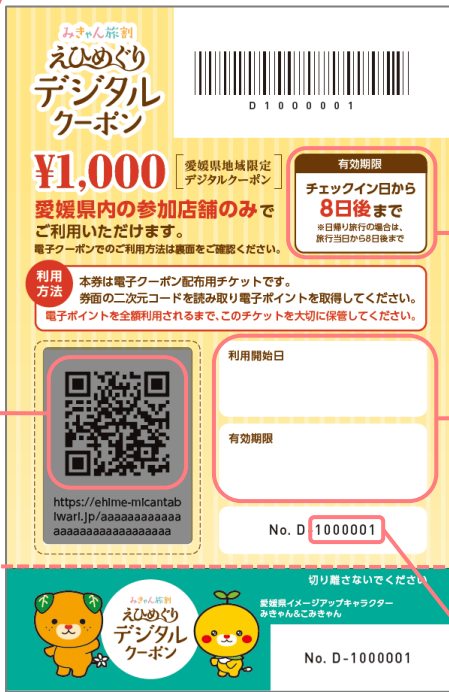 みきゃん旅割
えひめぐり
デジタル
クーポン
D1000001
¥1,000
愛媛県地域限定
デジタルクーポン
愛媛県内の参加店舗のみで
ご利用いただけます。
電子クーポンでのご利用方法は裏面をご確認ください。
有効期限
チェックイン日から
8日後まで
※日帰り旅行の場合は、
旅行当日から8日後まで
利用
方法
本券は電子クーポン配布用チケットです。
券面の二次元コードを読み取り電子ポイントを取得してください。
電子ポイントを全額利用されるまで、このチケットを大切に保管してください。
https://ehime-micantab
iwari.jp/aaaaaaaaaaaa
aaaaaaaaaaaaaaaaaa
利用開始日
有効期限
No. D-1000001
切り離さないでください
みきゃん旅割
えひめぐり
デジタル
クーポン
愛媛県イメージアップキャラクター
みきゃん&こみきゃん
No. D-1000001